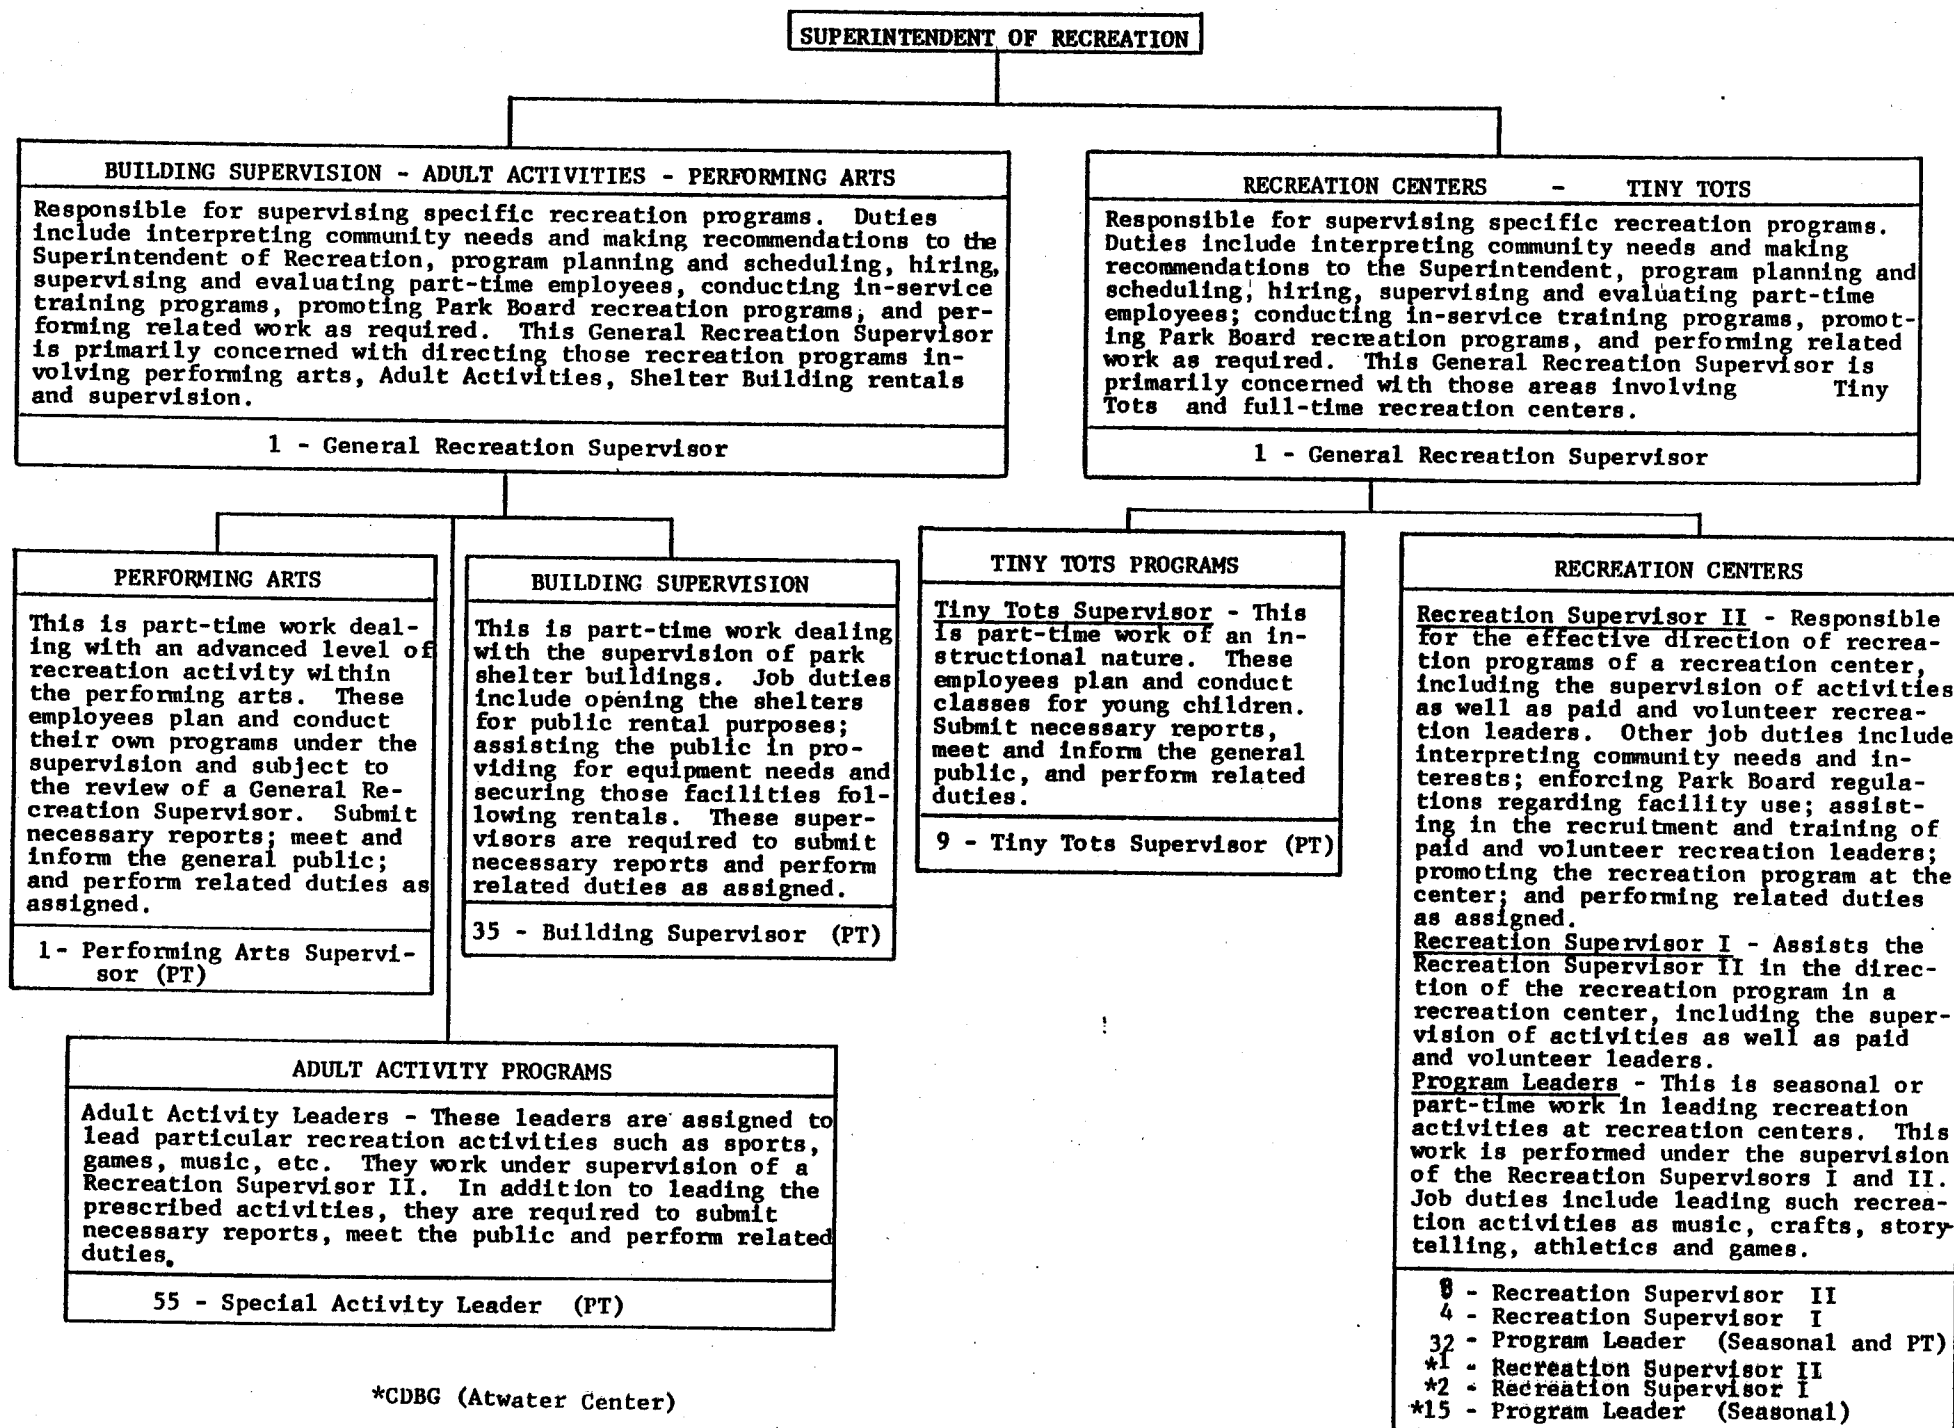 SUPERINTENDENT OF RECREATION
BUILDING SUPERVISION - ADULT ACTIVITIES - PERFORMING ARTS
Responsible for supervising specific recreation programs. Duties
include interpreting community needs and making recommendations to the
Superintendent of Recreation, program planning and scheduling, hiring,
supervising and evaluating part-time employees, conducting in-service
training programs, promoting Park Board recreation programs, and per-
forming related work as required. This General Recreation Supervisor
is primarily concerned with directing those recreation programs in-
volving performing arts, Adult Activities, Shelter Building rentals
and supervision.
1 - General Recreation Supervisor
RECREATION CENTERS - TINY TOTS
Responsible for supervising specific recreation programs.
Duties include interpreting community needs and making
recommendations to the Superintendent, program planning and
scheduling, hiring, supervising and evaluating part-time
employees; conducting in-service training programs, promot-
ing Park Board recreation programs, and performing related
work as required. This General Recreation Supervisor is
primarily concerned with those areas involving Tiny
Tots and full-time recreation centers.
1 - General Recreation Supervisor
PERFORMING ARTS
This is part-time work deal-
ing with an advanced level of
recreation activity within
the performing arts. These
employees plan and conduct
their own programs under the
supervision and subject to
the review of a General Re-
creation Supervisor. Submit
necessary reports; meet and
inform the general public;
and perform related duties as
assigned.
1- Performing Arts Supervi-
sor (PT)
BUILDING SUPERVISION
This is part-time work dealing
with the supervision of park
shelter buildings. Job duties
include opening the shelters
for public rental purposes;
assisting the public in pro-
viding for equipment needs and
securing those facilities fol-
lowing rentals. These super-
visors are required to submit
necessary reports and perform
related duties as assigned.
35 - Building Supervisor (PT)
TINY TOTS PROGRAMS
Tiny Tots Supervisor - This
is part-time work of an in-
structional nature. These
employees plan and conduct
classes for young children.
Submit necessary reports,
meet and inform the general
public, and perform related
duties.
9 - Tiny Tots Supervisor (PT)
RECREATION CENTERS
Recreation Supervisor II - Responsible
for the effective direction of recrea-
tion programs of a recreation center,
including the supervision of activities
as well as paid and volunteer recrea-
tion leaders. Other job duties include
interpreting community needs and in-
terests; enforcing Park Board regula-
tions regarding facility use; assist-
ing in the recruitment and training of
paid and volunteer recreation leaders;
promoting the recreation program at the
center; and performing related duties
as assigned.
Recreation Supervisor I - Assists the
Recreation Supervisor II in the direc-
tion of the recreation program in a
recreation center, including the super-
vision of activities as well as paid
and volunteer leaders.
Program Leaders - This is seasonal or
part-time work in leading recreation
activities at recreation centers. This
work is performed under the supervision
of the Recreation Supervisors I and II.
Job duties include leading such recrea-
tion activities as music, crafts, story-
telling, athletics and games.
- Recreation Supervisor II
4 - Recreation Supervisor I
32 - Program Leader (Seasonal and PT)
*1 - Recreation Supervisor II
*2 - Recreation Supervisor I
*15 - Program Leader (Seasonal)
ADULT ACTIVITY PROGRAMS
Adult Activity Leaders - These leaders are assigned to
lead particular recreation activities such as sports,
games, music, etc. They work under supervision of a
Recreation Supervisor II. In addition to leading the
prescribed activities, they are required to submit
necessary reports, meet the public and perform related
duties.
55 - Special Activity Leader (PT)
*CDBG (Atwater Center)